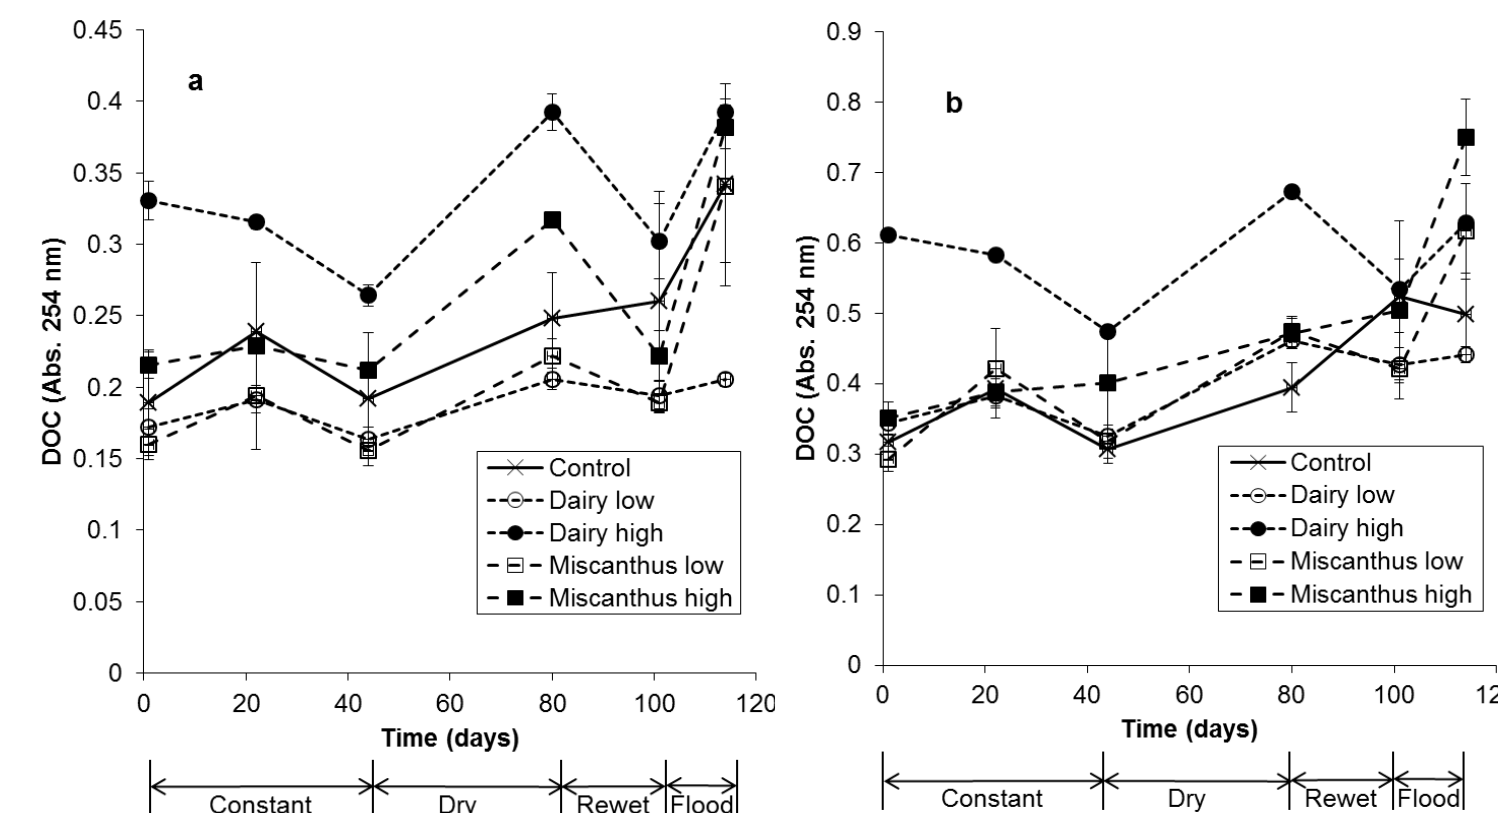 0.45
0.4
0.35
0.3
0.25
0.2
0.15
0.1
0.05
0
DOC (Abs. 254 nm)
a
Control
Dairy low
Dairy high
Miscanthus low
Miscanthus high
0 20 40 60 80 100 120
Time (days)
Constant Dry Rewet Flood
0.9
0.8
0.7
0.6
0.5
0.4
0.3
0.2
0.1
0
DOC (Abs. 254 nm)
b
Control
Dairy low
Dairy high
Miscanthus low
Miscanthus high
0 20 40 60 80 100 12
Time (days)
Constant Dry Rewet Flood